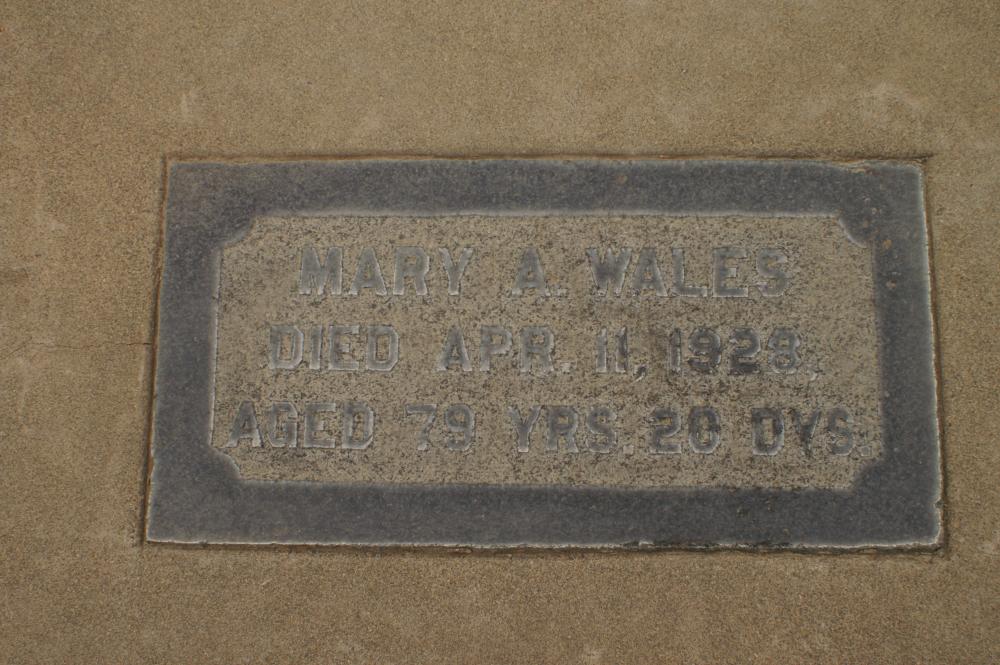 MARY A. WALES
DIED APR. 11, 1928,
AGED 79 YRS. 20 DYS.